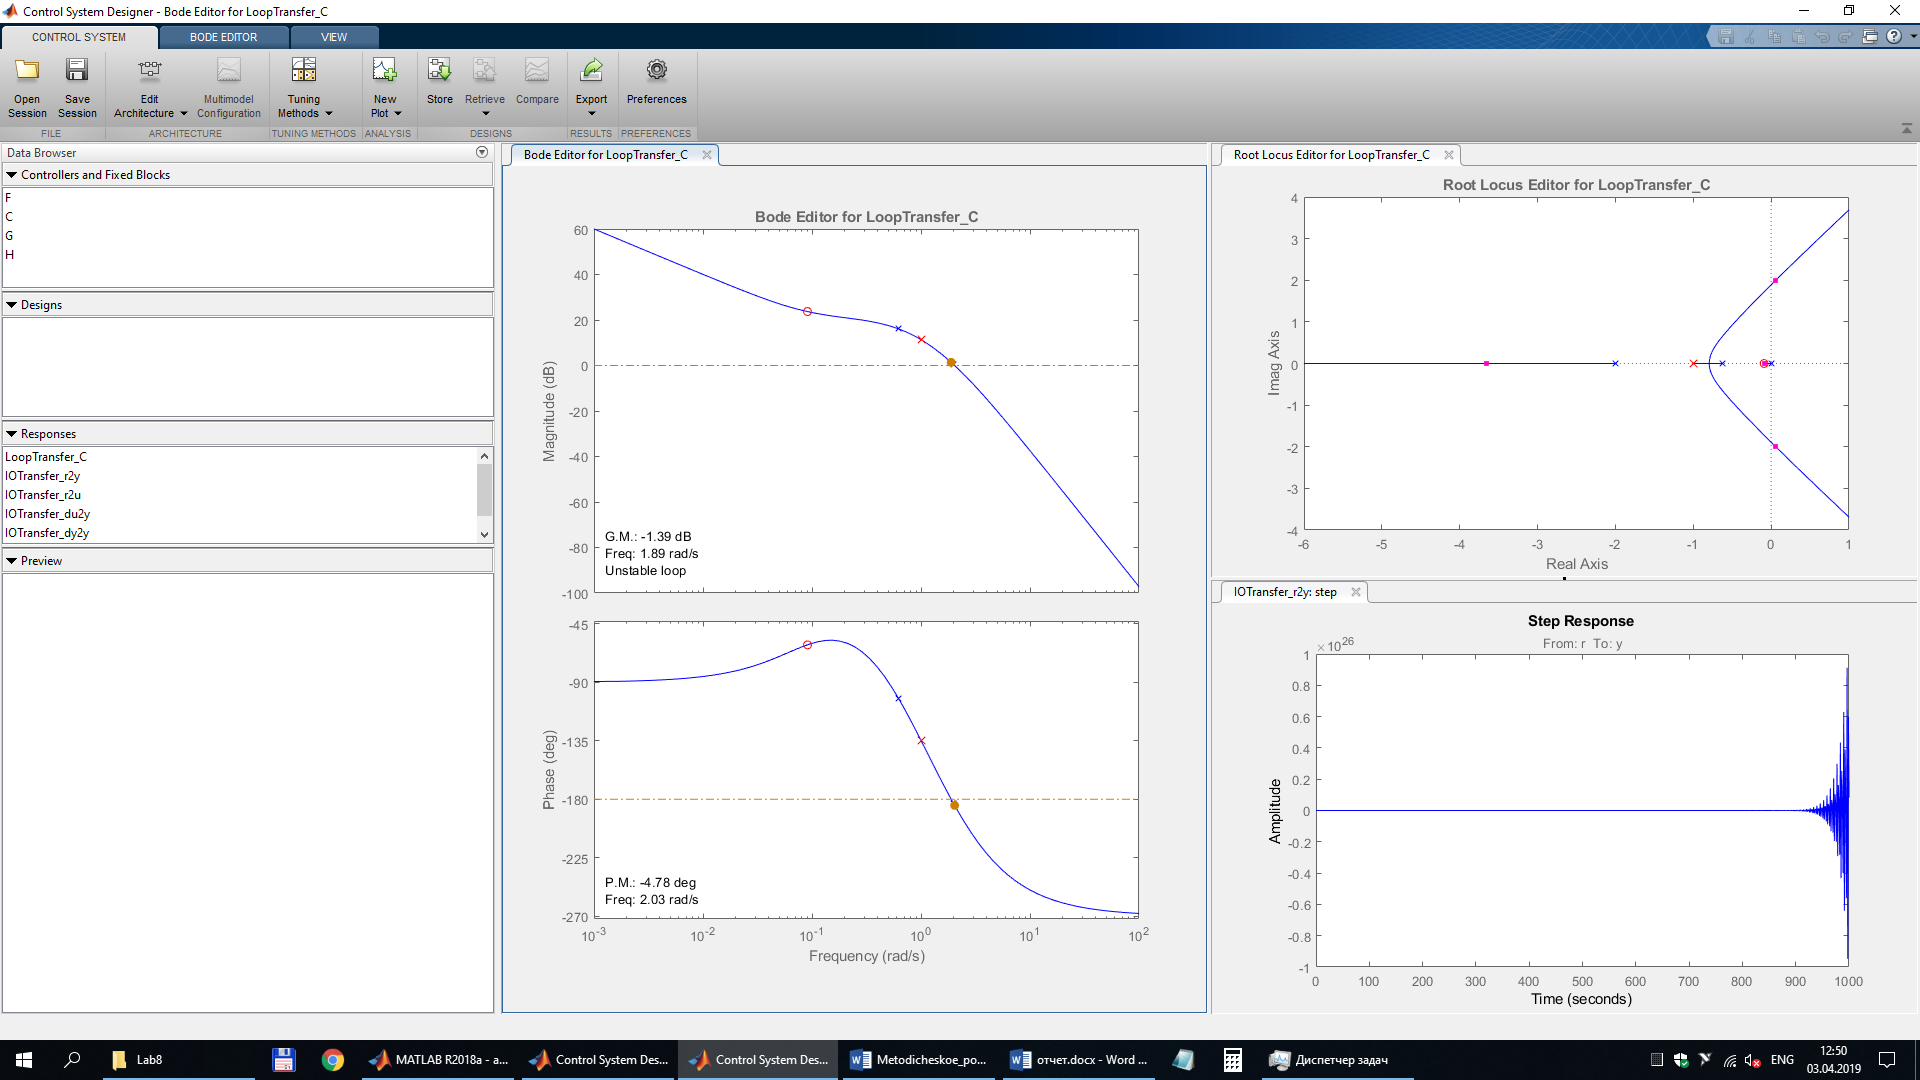 Control System Designer - Bode Editor for LoopTransfer_C
CONTROL SYSTEM
BODE EDITOR
VIEW
Open Session
Save Session
Edit Architecture
Multimodel Configuration
Tuning Methods
New Plot
Store
Retrieve
Compare
Export
Preferences
FILE
ARCHITECTURE
TUNING METHODS
ANALYSIS
DESIGNS
RESULTS
PREFERENCES
Data Browser
Controllers and Fixed Blocks
F
C
G
H
Designs
Responses
LoopTransfer_C
IOTransfer_r2y
IOTransfer_r2u
IOTransfer_du2y
IOTransfer_dy2y
Preview
Bode Editor for LoopTransfer_C
Bode Editor for LoopTransfer_C
60
40
20
0
-20
-40
-60
-80
-100
Magnitude (dB)
G.M.: -1.39 dB
Freq: 1.89 rad/s
Unstable loop
-45
-90
-135
-180
-225
-270
Phase (deg)
P.M.: -4.78 deg
Freq: 2.03 rad/s
10^-3
10^-2
10^-1
10^0
10^1
10^2
Frequency (rad/s)
Root Locus Editor for LoopTransfer_C
Root Locus Editor for LoopTransfer_C
4
3
2
1
0
-1
-2
-3
-4
Imag Axis
-6
-5
-4
-3
-2
-1
0
1
Real Axis
IOTransfer_r2y: step
Step Response
From: r To: y
×10^26
1
0.8
0.6
0.4
0.2
0
-0.2
-0.4
-0.6
-0.8
-1
Amplitude
0
100
200
300
400
500
600
700
800
900
1000
Time (seconds)
Lab8
MATLAB R2018a - a...
Control System Des...
Control System Des...
Metodicheskoe_po...
отчет.docx - Word ...
Диспетчер задач
ENG
12:50
03.04.2019